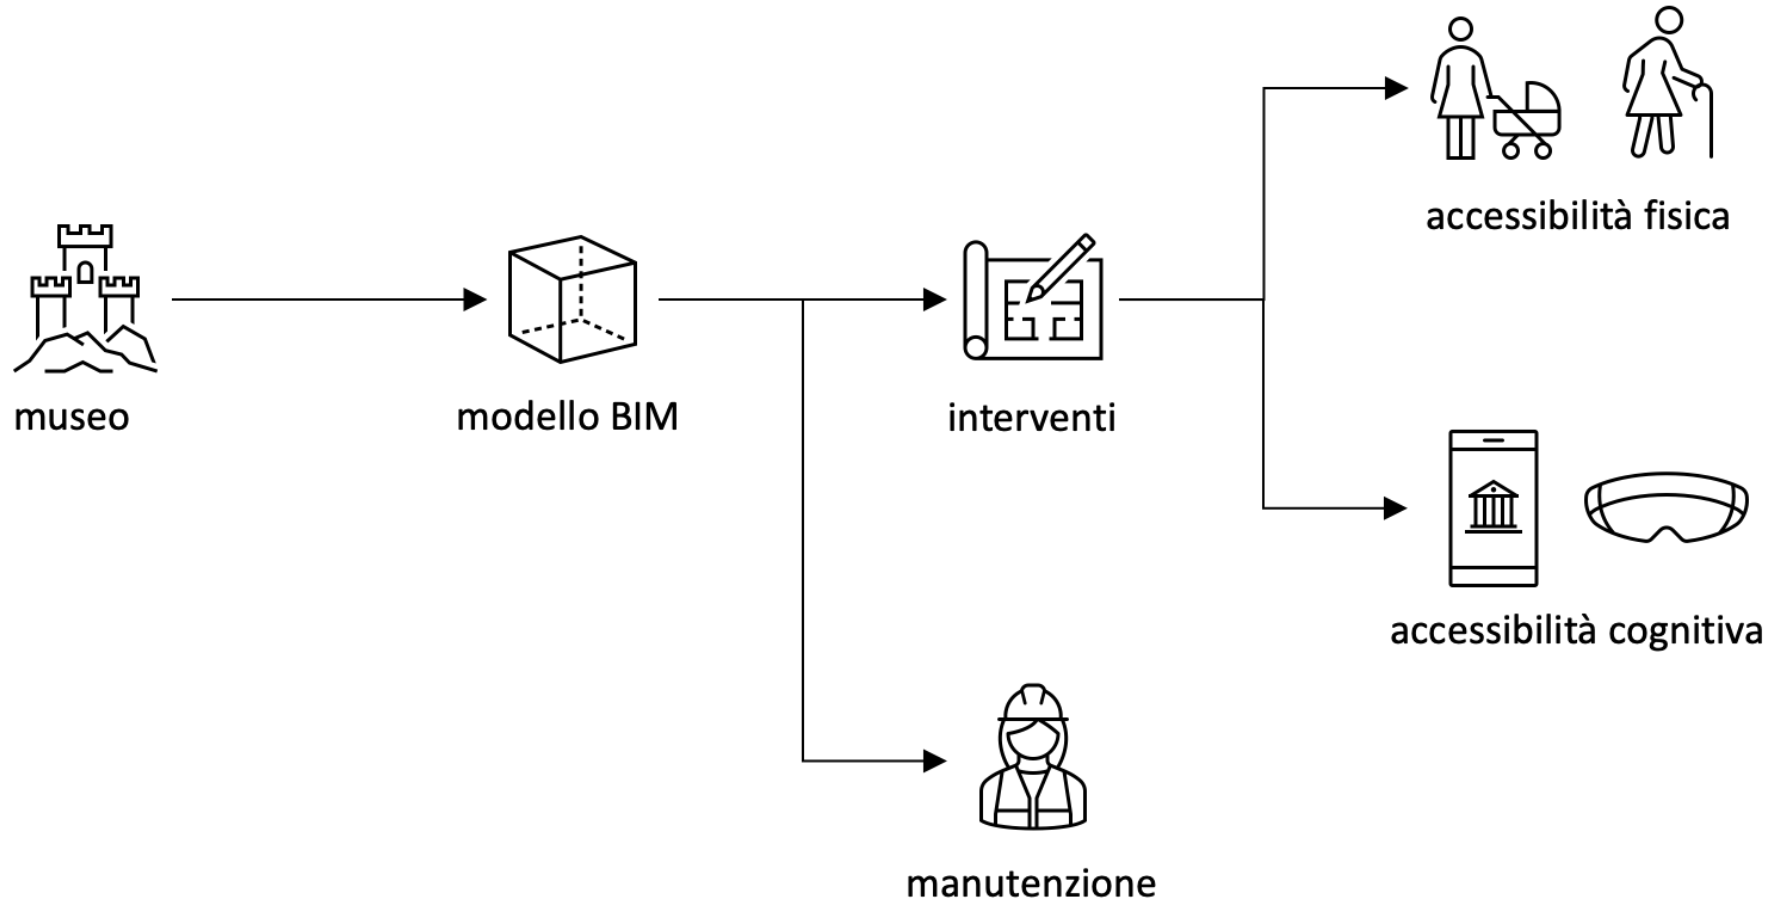 accessibilità fisica
museo
modello BIM
interventi
accessibilità cognitiva
manutenzione